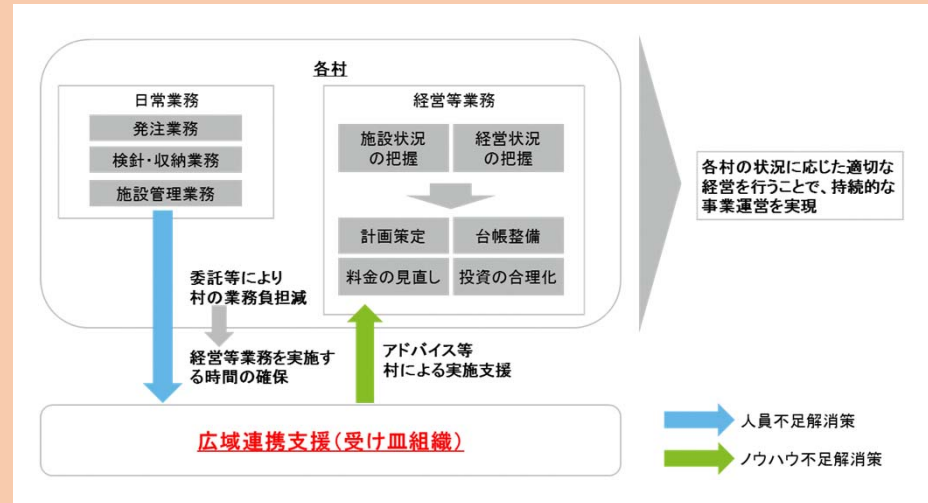 各村
日常業務
発注業務
検針・収納業務
施設管理業務
経営等業務
施設状況
の把握
経営状況
の把握
計画策定
台帳整備
料金の見直し
投資の合理化
委託等により
村の業務負担減
経営等業務を実施す
る時間の確保
アドバイス等
村による実施支援
各村の状況に応じた適切な
経営を行うことで、持続的な
事業運営を実現
広域連携支援(受け皿組織)
人員不足解消策
ノウハウ不足解消策